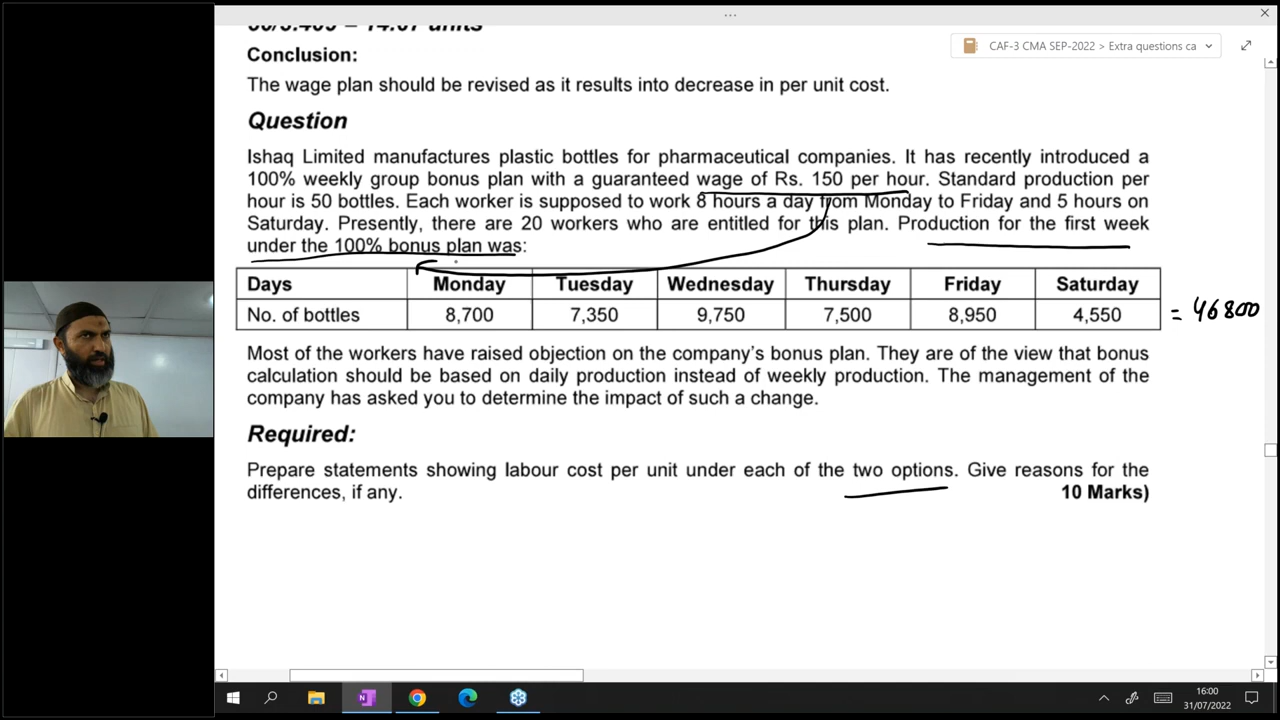 CAF-3 CMA SEP-2022 > Extra questions ca
Conclusion:
The wage plan should be revised as it results into decrease in per unit cost.
Question
Ishaq Limited manufactures plastic bottles for pharmaceutical companies. It has recently introduced a
100% weekly group bonus plan with a guaranteed wage of Rs. 150 per hour. Standard production per
hour is 50 bottles. Each worker is supposed to work 8 hours a day from Monday to Friday and 5 hours on
Saturday. Presently, there are 20 workers who are entitled for this plan. Production for the first week
under the 100% bonus plan was:
Days Monday Tuesday Wednesday Thursday Friday Saturday
No. of bottles 8,700 7,350 9,750 7,500 8,950 4,550 = 46800
Most of the workers have raised objection on the company's bonus plan. They are of the view that bonus
calculation should be based on daily production instead of weekly production. The management of the
company has asked you to determine the impact of such a change.
Required:
Prepare statements showing labour cost per unit under each of the two options. Give reasons for the
differences, if any. 10 Marks)
16:00
31/07/2022